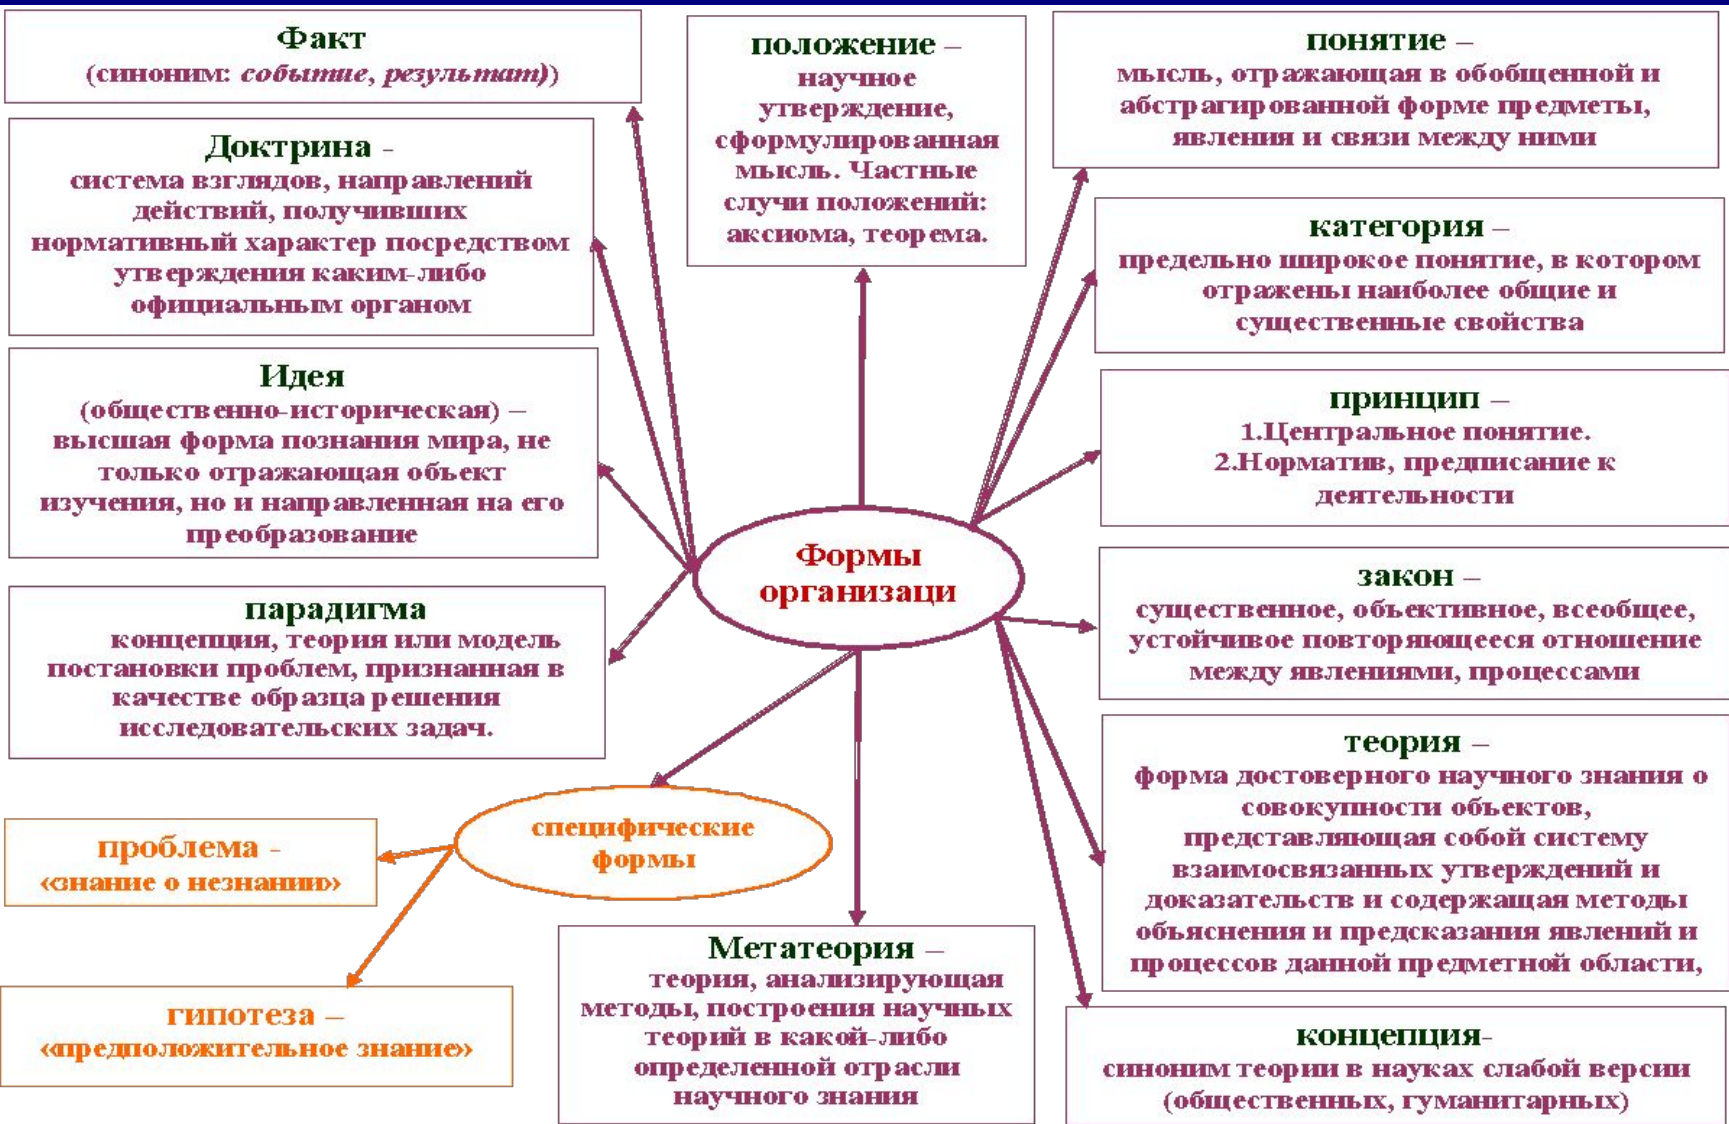 Факт
(синоним: событие, результат))
Доктрина -
система взглядов, направлений
действий, получивших
нормативный характер посредством
утверждения каким-либо
официальным органом
Идея
(общественно-историческая) –
высшая форма познания мира, не
только отражающая объект
изучения, но и направленная на его
преобразование
парадигма
концепция, теория или модель
постановки проблем, признанная в
качестве образца решения
исследовательских задач.
положение –
научное
утверждение,
сформулированная
мысль. Частные
случи положений:
аксиома, теорема.
понятие –
мысль, отражающая в обобщенной и
абстрагированной форме предметы,
явления и связи между ними
категория –
предельно широкое понятие, в котором
отражены наиболее общие и
существенные свойства
принцип –
1.Центральное понятие.
2.Норматив, предписание к
деятельности
Формы
организаци
закон –
существенное, объективное, всеобщее,
устойчивое повторяющееся отношение
между явлениями, процессами
теория –
форма достоверного научного знания о
совокупности объектов,
представляющая собой систему
взаимосвязанных утверждений и
доказательств и содержащая методы
объяснения и предсказания явлений и
процессов данной предметной области,
концепция-
синоним теории в науках слабой версии
(общественных, гуманитарных)
специфические
формы
проблема -
«знание о незнании»
гипотеза –
«предположительное знание»
Метатеория –
теория, анализирующая
методы, построения научных
теорий в какой-либо
определенной отрасли
научного знания